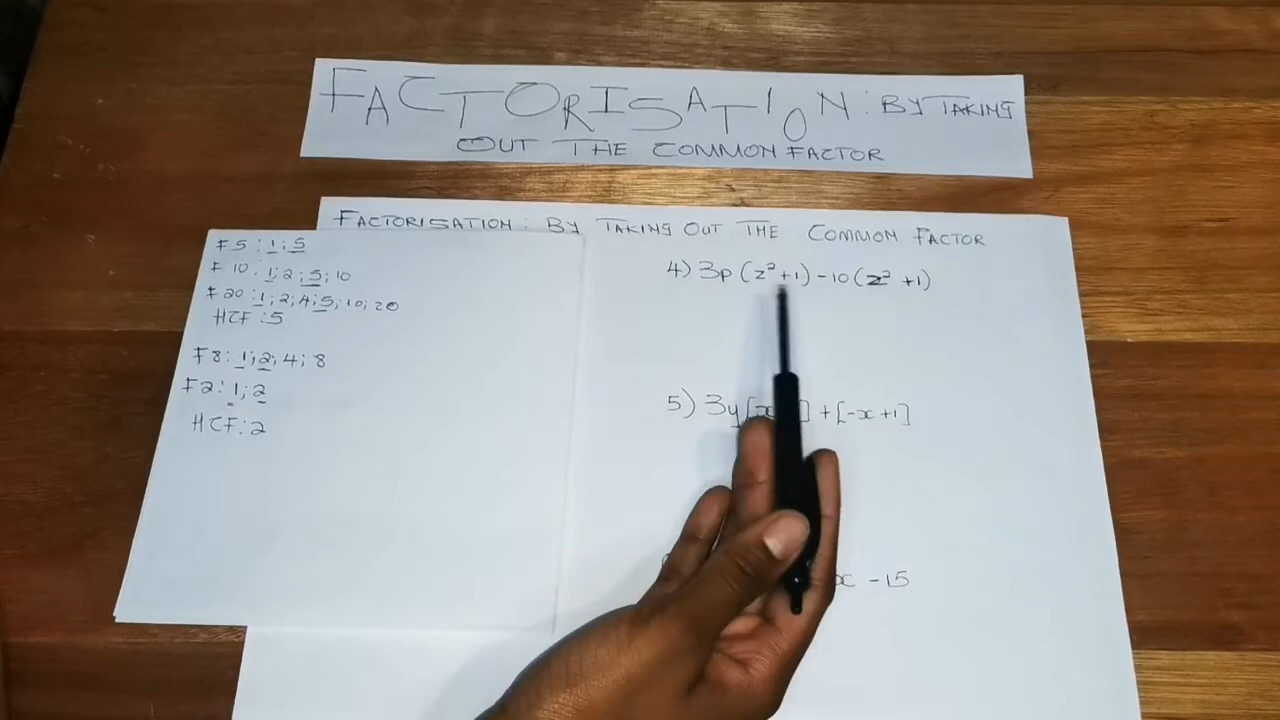 FACTORISATION: BY TAKING
OUT THE COMMON FACTOR
FACTORISATION: BY TAKING OUT THE COMMON FACTOR
F5: 1; 5
F10: 1; 2; 5; 10
F20: 1; 2; 4; 5; 10; 20
HCF: 5
F8: 1; 2; 4; 8
F2: 1; 2
HCF: 2
4) 3p(z²+1) -10(z² +1)
5) 3y[x ] + [-x +1]
x -15